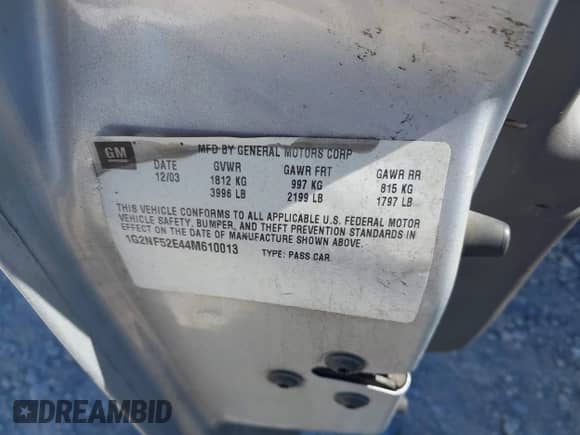 GM
MFD BY GENERAL MOTORS CORP
DATE GVWR GAWR FRT GAWR RR
12/03 1812 KG 997 KG 815 KG
3996 LB 2199 LB 1797 LB
THIS VEHICLE CONFORMS TO ALL APPLICABLE U.S. FEDERAL MOTOR
VEHICLE SAFETY, BUMPER, AND THEFT PREVENTION STANDARDS IN
EFFECT ON THE DATE OF MANUFACTURE SHOWN ABOVE.
1G2NF52E44M610013 TYPE: PASS CAR
DREAMBID